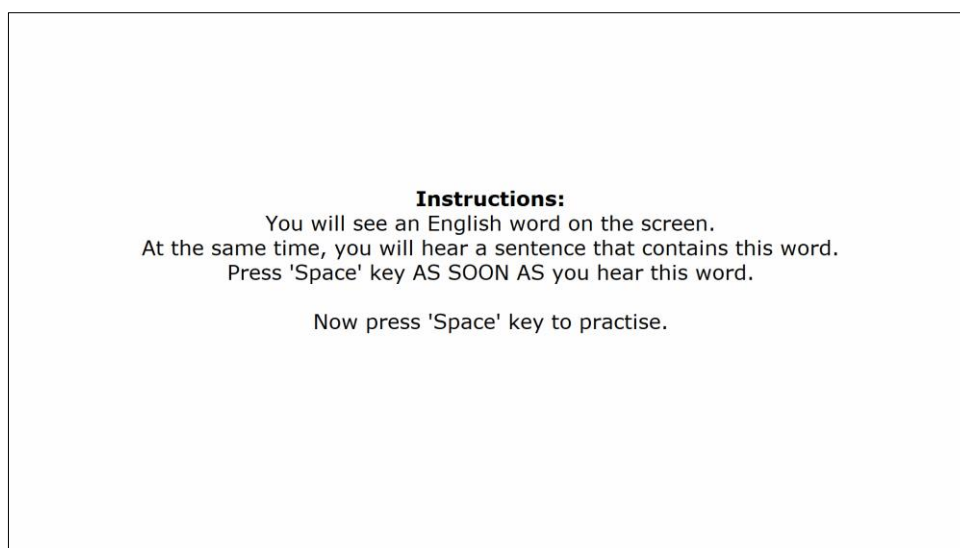 Instructions:
You will see an English word on the screen.
At the same time, you will hear a sentence that contains this word.
Press 'Space' key AS SOON AS you hear this word.
Now press 'Space' key to practise.